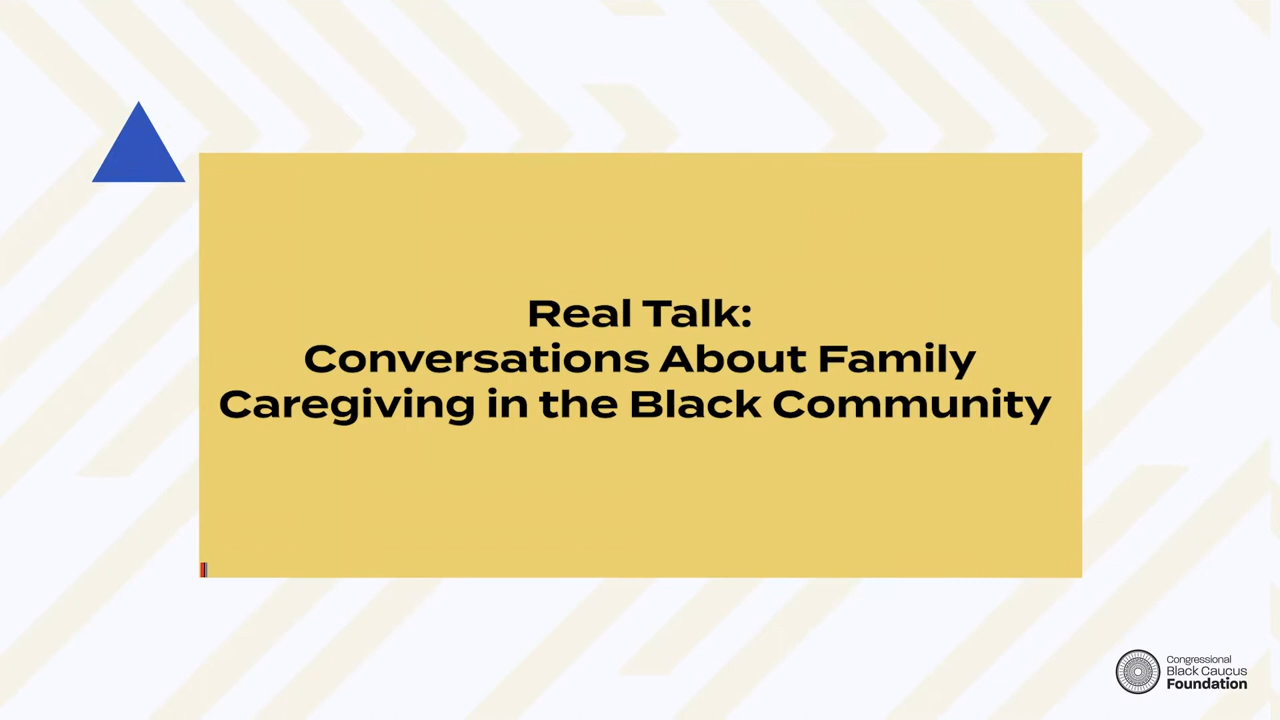 Real Talk:
Conversations About Family
Caregiving in the Black Community
Congressional
Black Caucus
Foundation